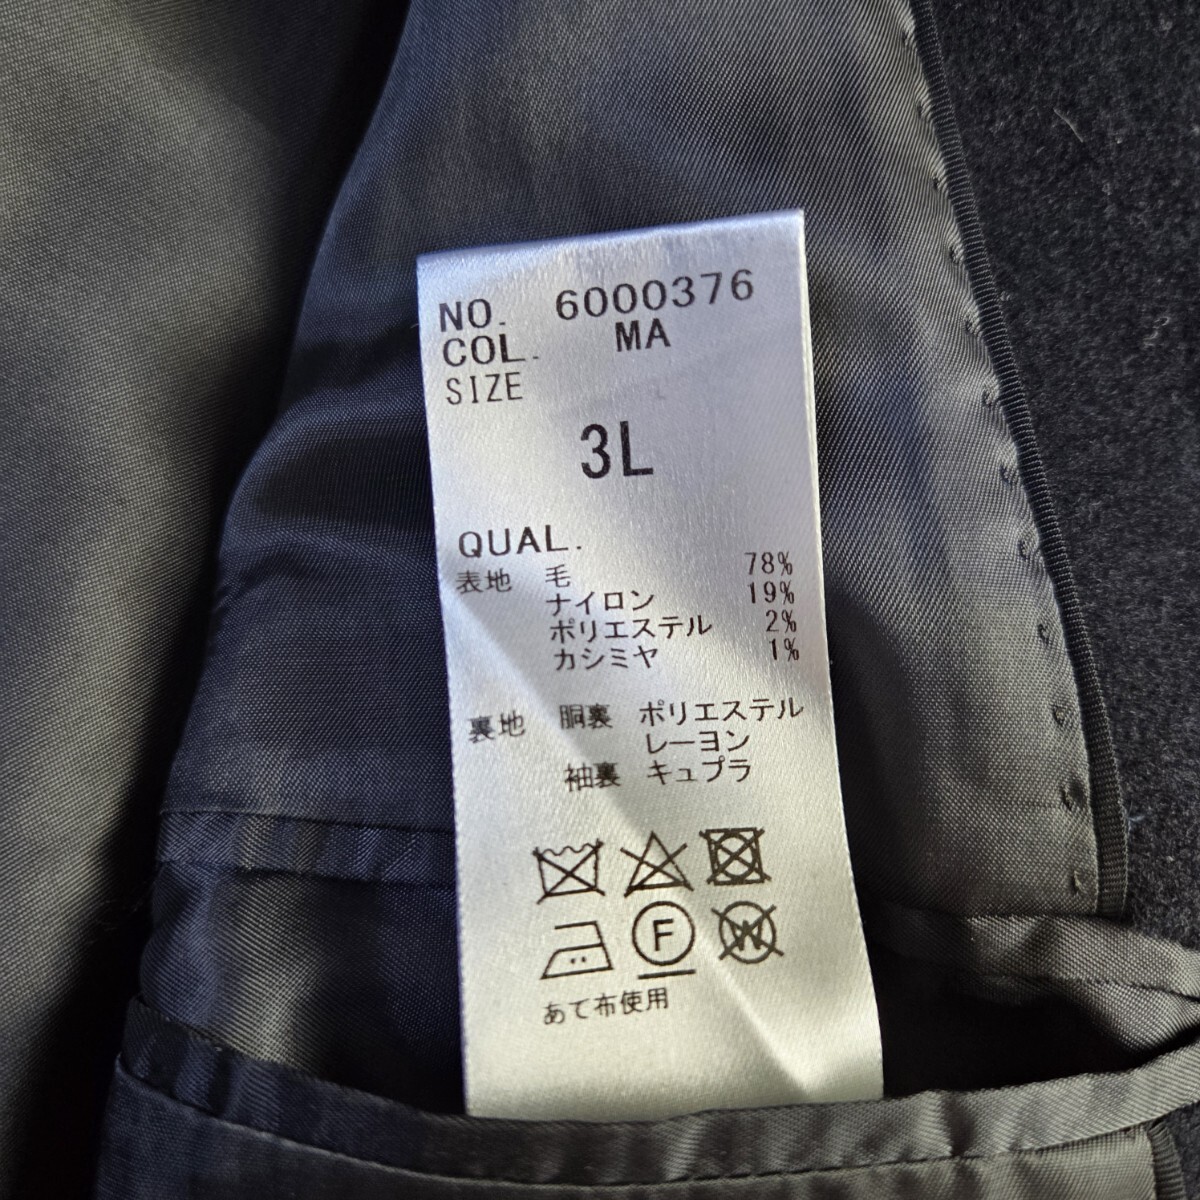 NO. 6000376
COL. MA
SIZE
3L
QUAL.
表地 毛 78%
ナイロン 19%
ポリエステル 2%
カシミヤ 1%
裏地 胴裏 ポリエステル
レーヨン
袖裏 キュプラ
F W
あて布使用